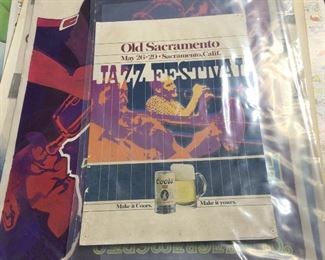 Old Sacramento
May 26-29 • Sacramento, Calif.
JAZZ FESTIVAL
Coors
Make it Coors. Make it yours.